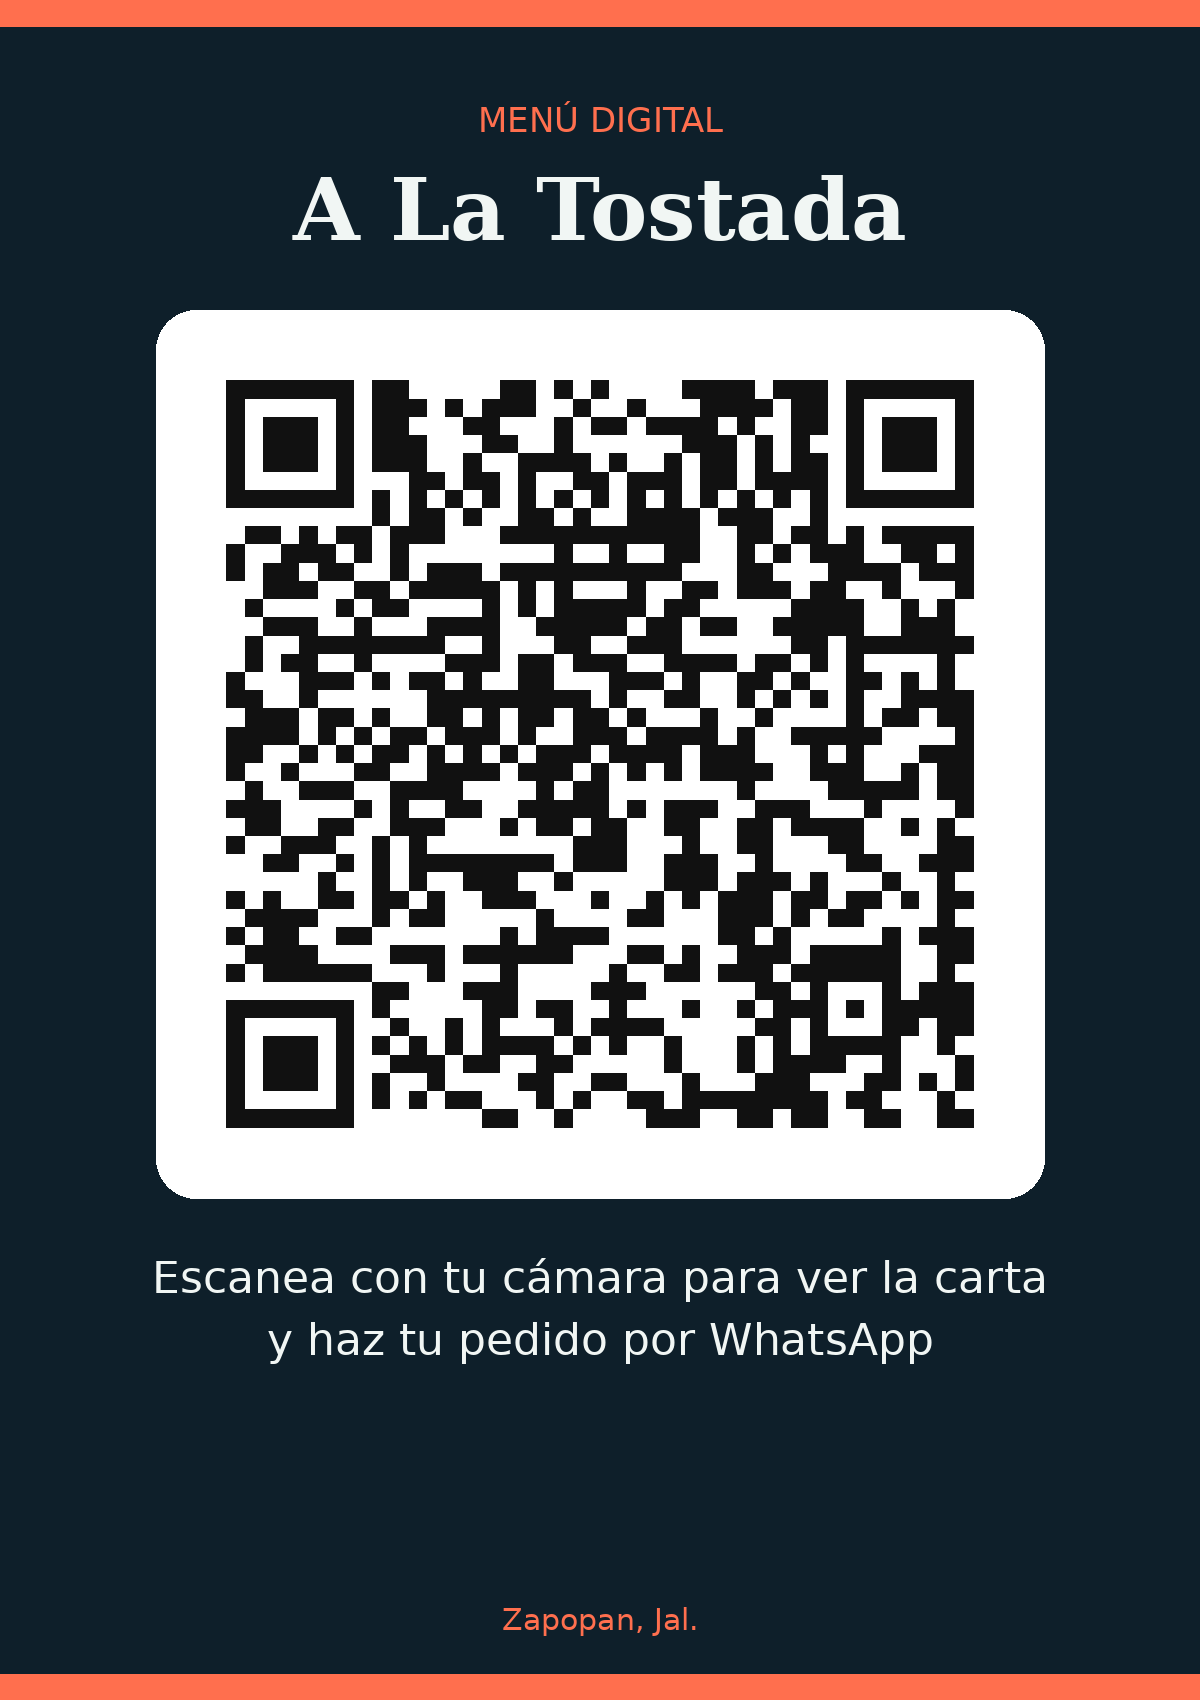 MENÚ DIGITAL
A La Tostada
Escanea con tu cámara para ver la carta
y haz tu pedido por WhatsApp
Zapopan, Jal.